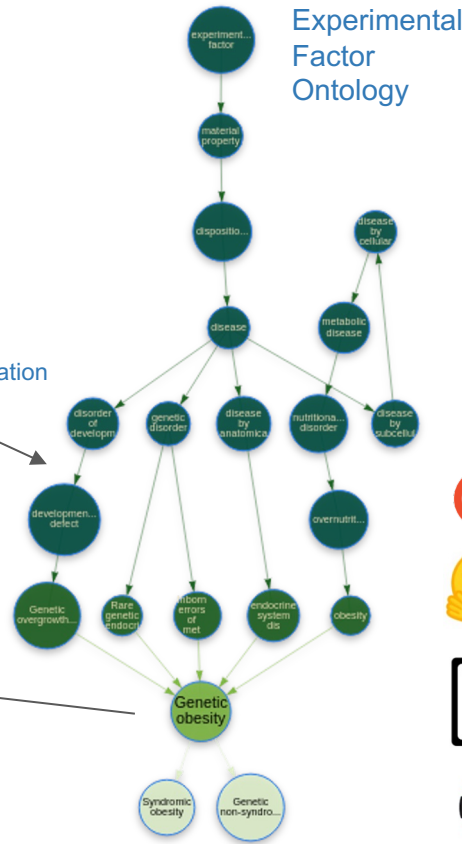 Experimental
Factor
Ontology
experiment...
factor
material
property
dispositio...
disease
by
cellular
disease
metabolic
disease
ation
disorder
of
developm
genetic
disorder
disease
by
anatomica
nutritiona...
disorder
disease
by
subcellul
developmen...
defect
overnutrit...
Genetic
overgrowth...
Rare
genetic
endocri
nborn
errors
of
met
endocrine
system
dis
obesity
Genetic
obesity
Syndromic
obesity
Genetic
non-syndro...